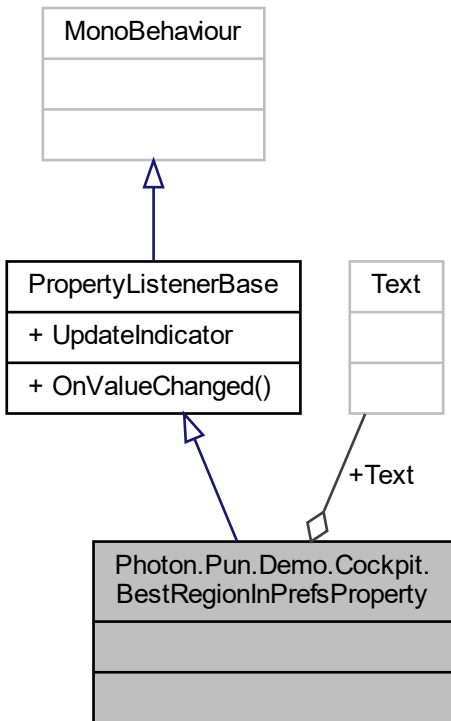 MonoBehaviour
PropertyListenerBase
+ UpdateIndicator
+ OnValueChanged()
Text
+Text
Photon.Pun.Demo.Cockpit.
BestRegionInPrefsProperty